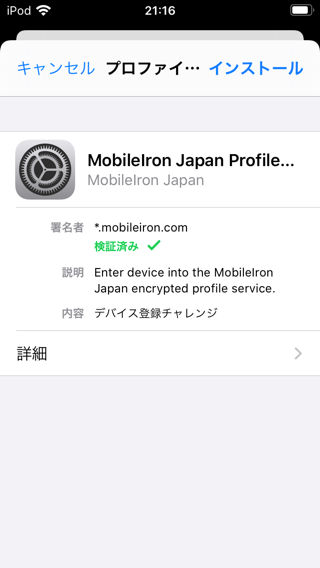 iPod 21:16
キャンセル プロファイ… インストール
MobileIron Japan Profile...
MobileIron Japan
署名者 *.mobileiron.com
検証済み
説明 Enter device into the MobileIron
Japan encrypted profile service.
内容 デバイス登録チャレンジ
詳細